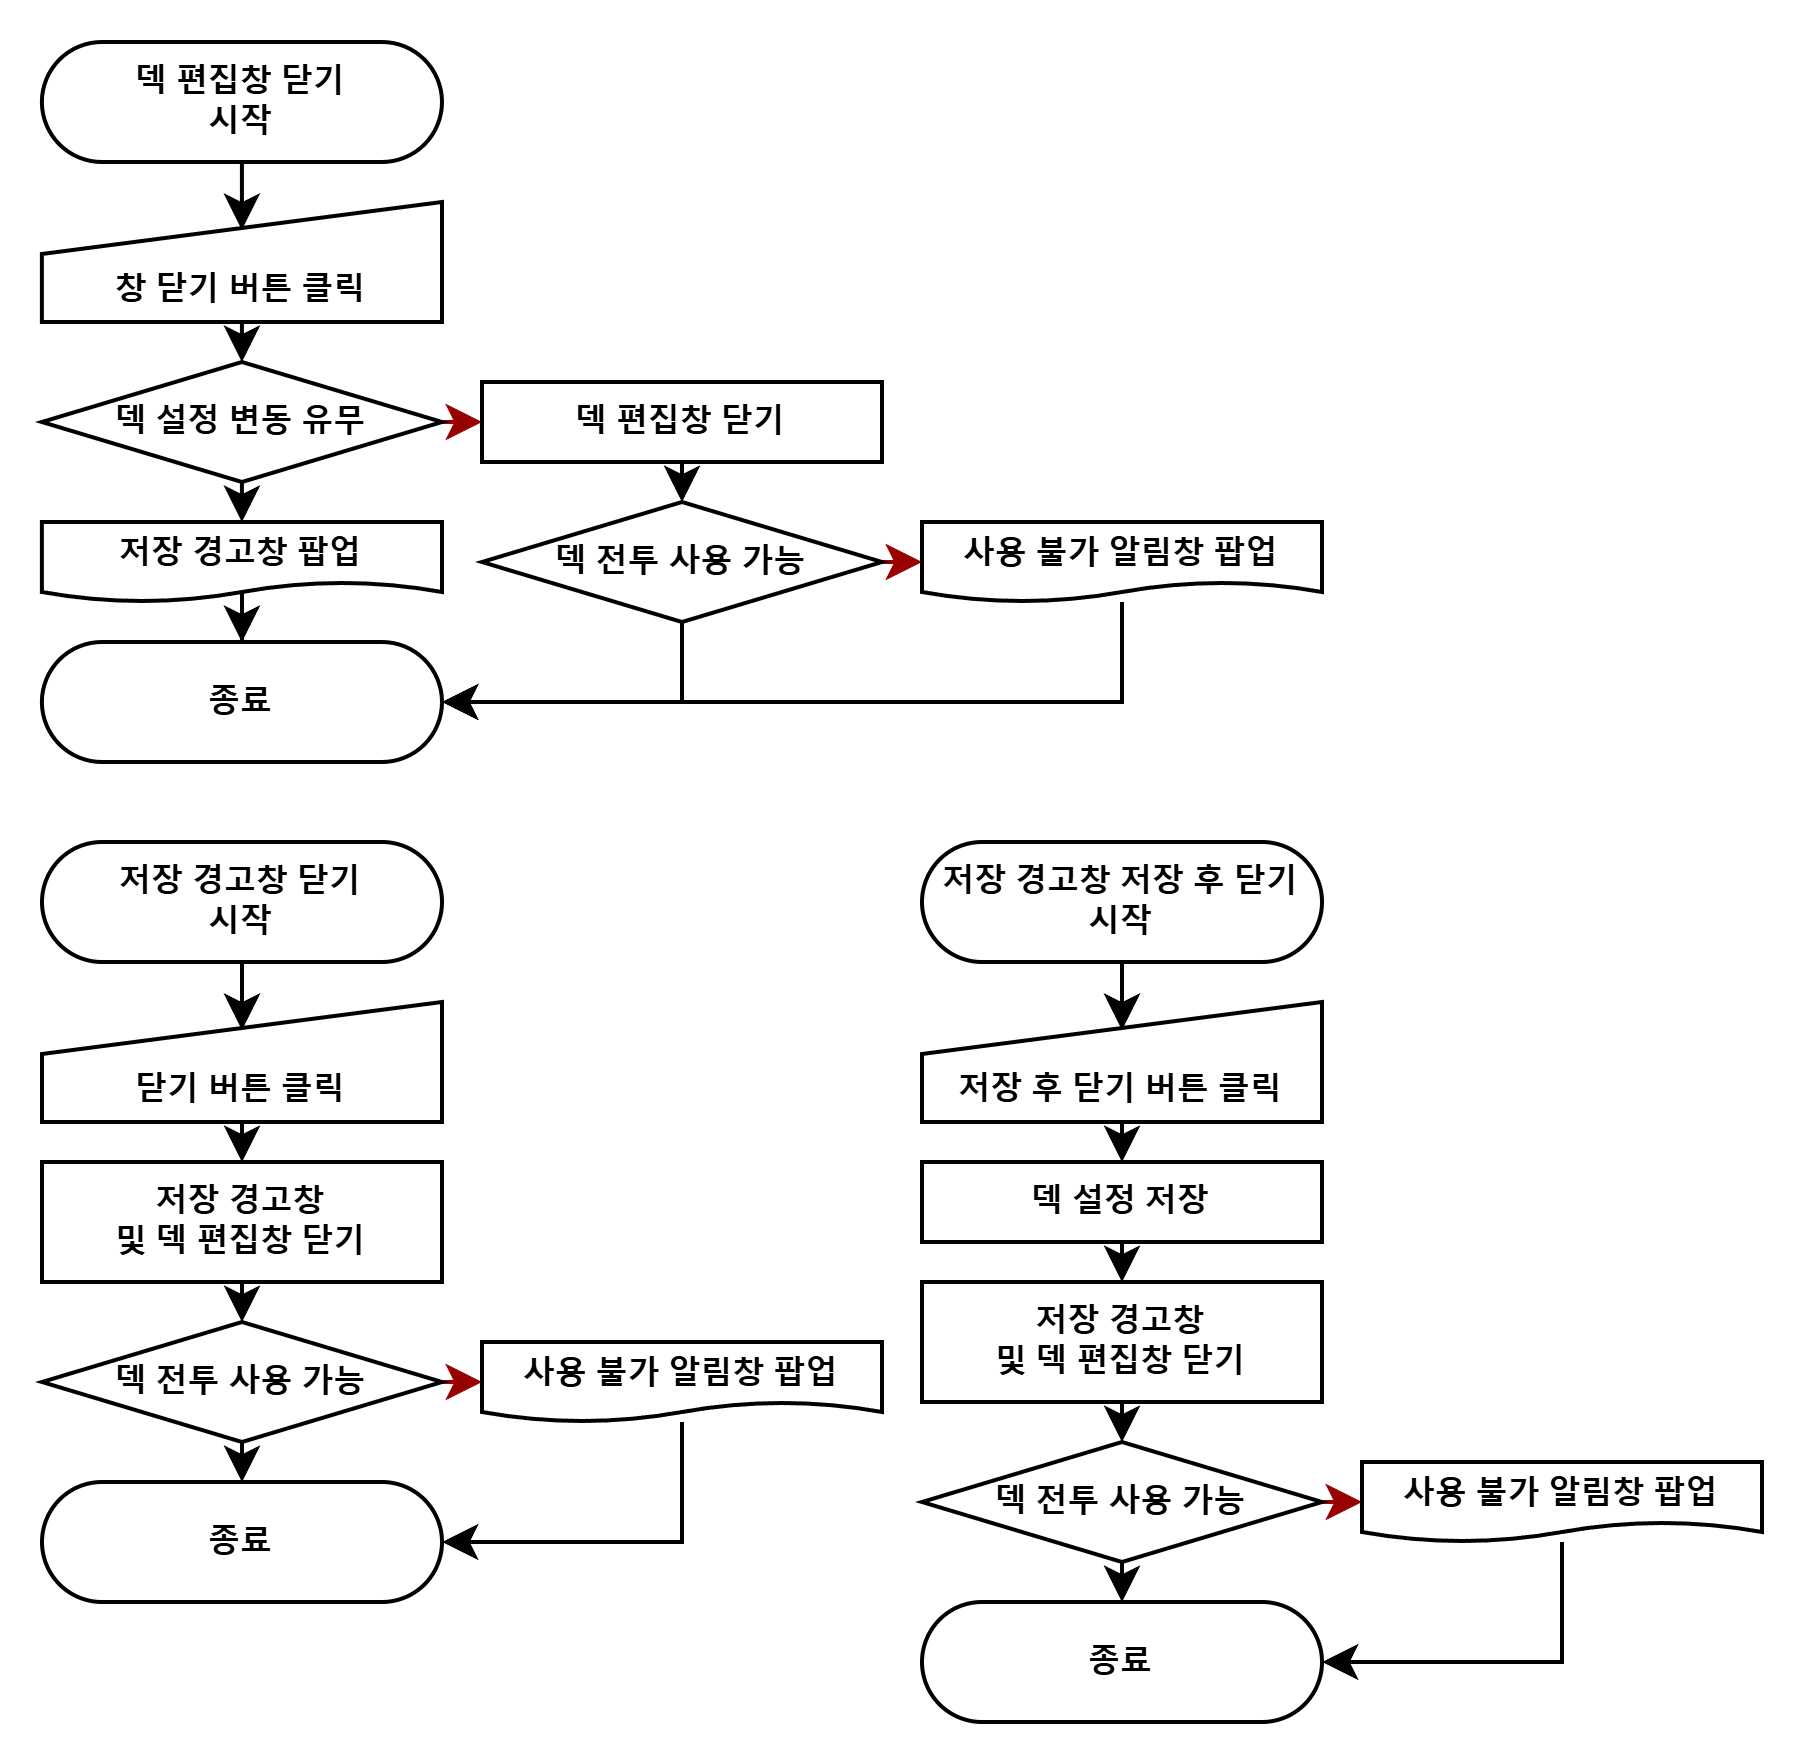 덱 편집창 닫기
시작
창 닫기 버튼 클릭
덱 설정 변동 유무
덱 편집창 닫기
저장 경고창 팝업
덱 전투 사용 가능
사용 불가 알림창 팝업
종료
저장 경고창 닫기
시작
닫기 버튼 클릭
저장 경고창
및 덱 편집창 닫기
덱 전투 사용 가능
사용 불가 알림창 팝업
종료
저장 경고창 저장 후 닫기
시작
저장 후 닫기 버튼 클릭
덱 설정 저장
저장 경고창
및 덱 편집창 닫기
덱 전투 사용 가능
사용 불가 알림창 팝업
종료